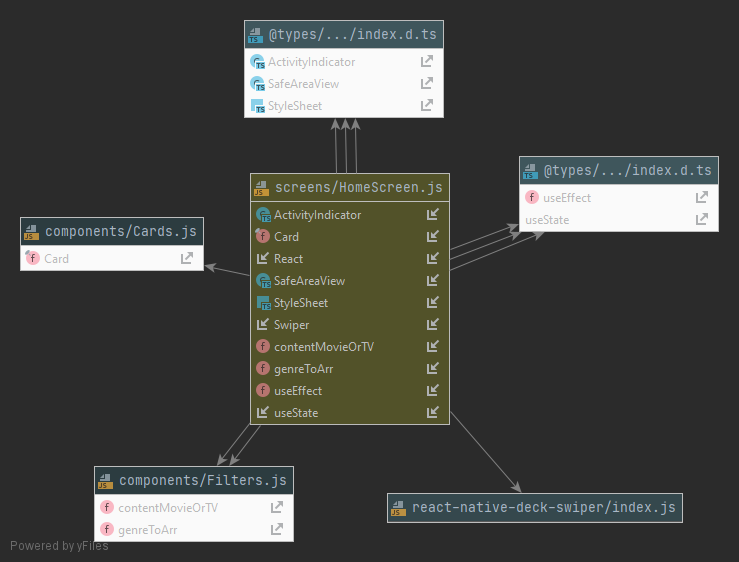 @types/.../index.d.ts
ActivityIndicator
SafeAreaView
StyleSheet
screens/HomeScreen.js
ActivityIndicator
Card
React
SafeAreaView
StyleSheet
Swiper
contentMovieOrTV
genreToArr
useEffect
useState
@types/.../index.d.ts
useEffect
useState
components/Cards.js
Card
components/Filters.js
contentMovieOrTV
genreToArr
react-native-deck-swiper/index.js
Powered by yFiles